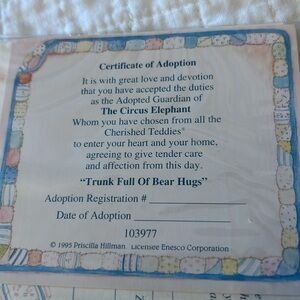 Certificate of Adoption
It is with great love and devotion
that you have accepted the duties
as the Adopted Guardian of
The Circus Elephant
Whom you have chosen from all the
Cherished Teddies®
to enter your heart and your home,
agreeing to give tender care
and affection from this day.
"Trunk Full Of Bear Hugs"
Adoption Registration #
Date of Adoption
103977
© 1995 Priscilla Hillman Licensee Enesco Corporation